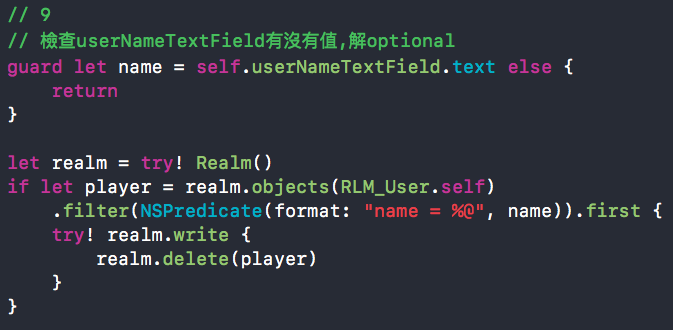 // 9
// 檢查userNameTextField有沒有值,解optional
guard let name = self.userNameTextField.text else {
    return
}

let realm = try! Realm()
if let player = realm.objects(RLM_User.self)
    .filter(NSPredicate(format: "name = %@", name)).first {
    try! realm.write {
        realm.delete(player)
    }
}